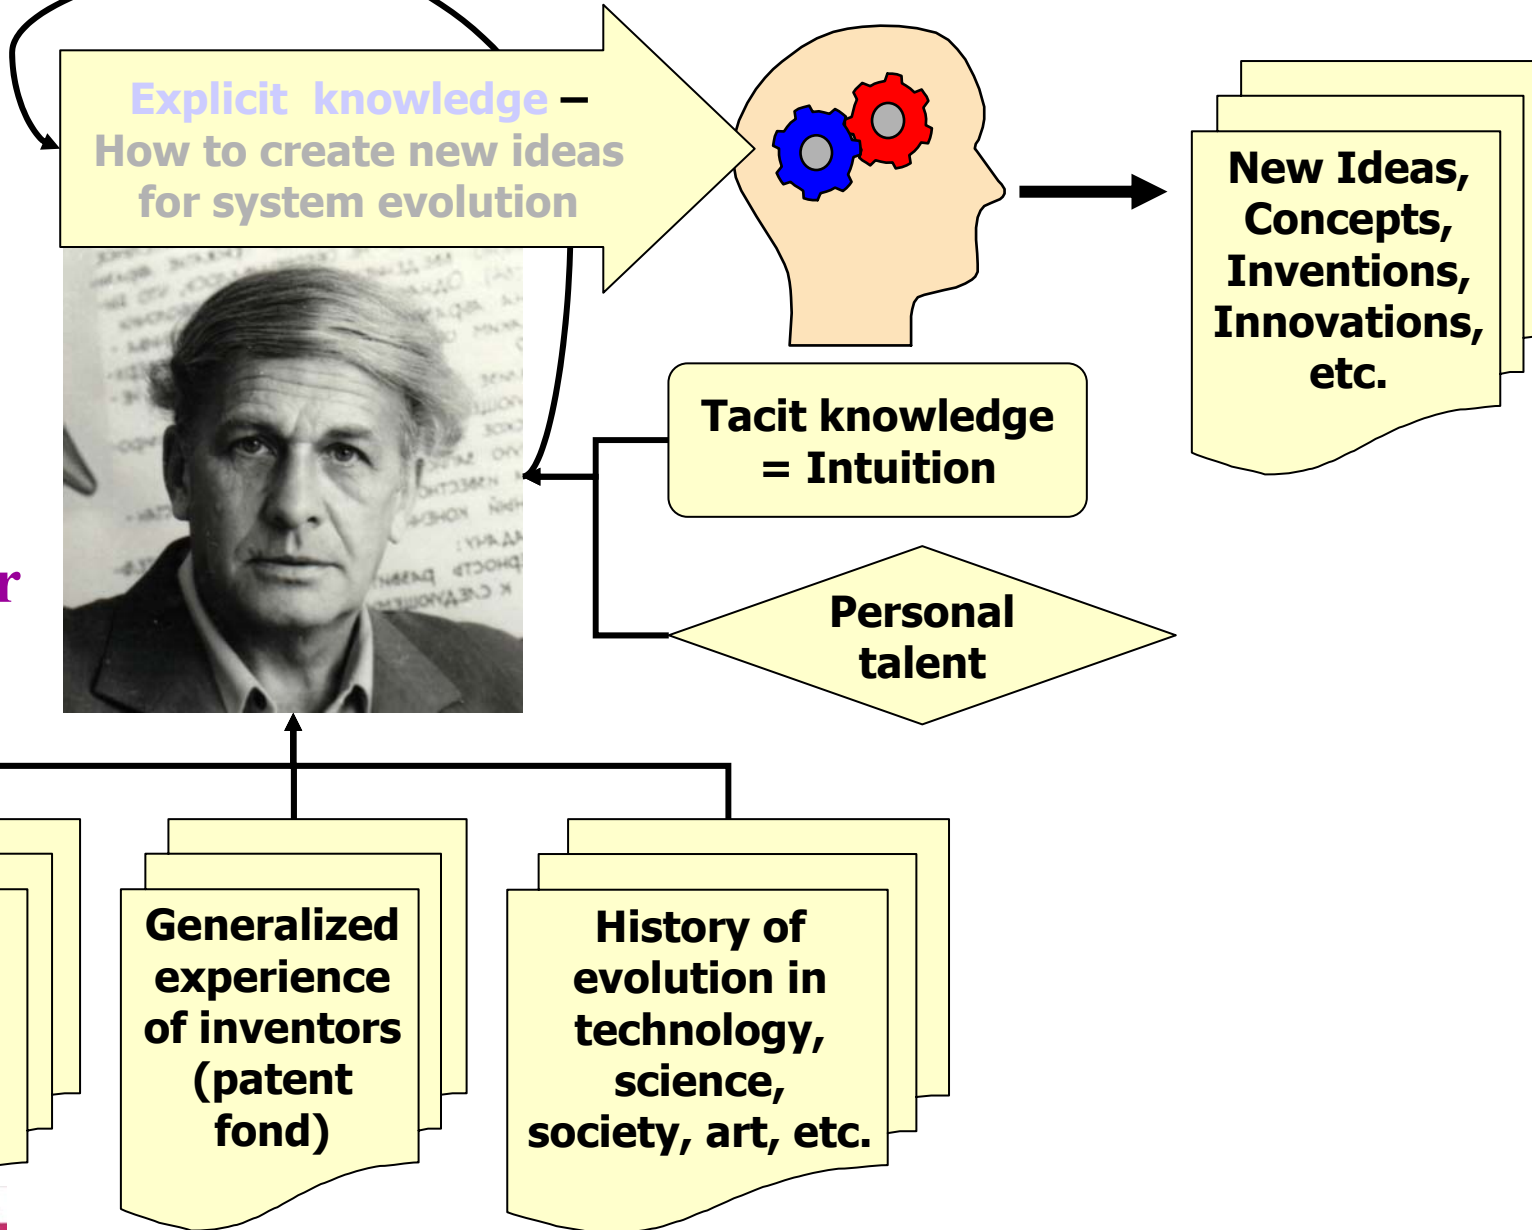 Explicit knowledge –
How to create new ideas
for system evolution
New Ideas,
Concepts,
Inventions,
Innovations,
etc.
Tacit knowledge
= Intuition
r
Personal
talent
Generalized
experience
of inventors
(patent
fond)
History of
evolution in
technology,
science,
society, art, etc.